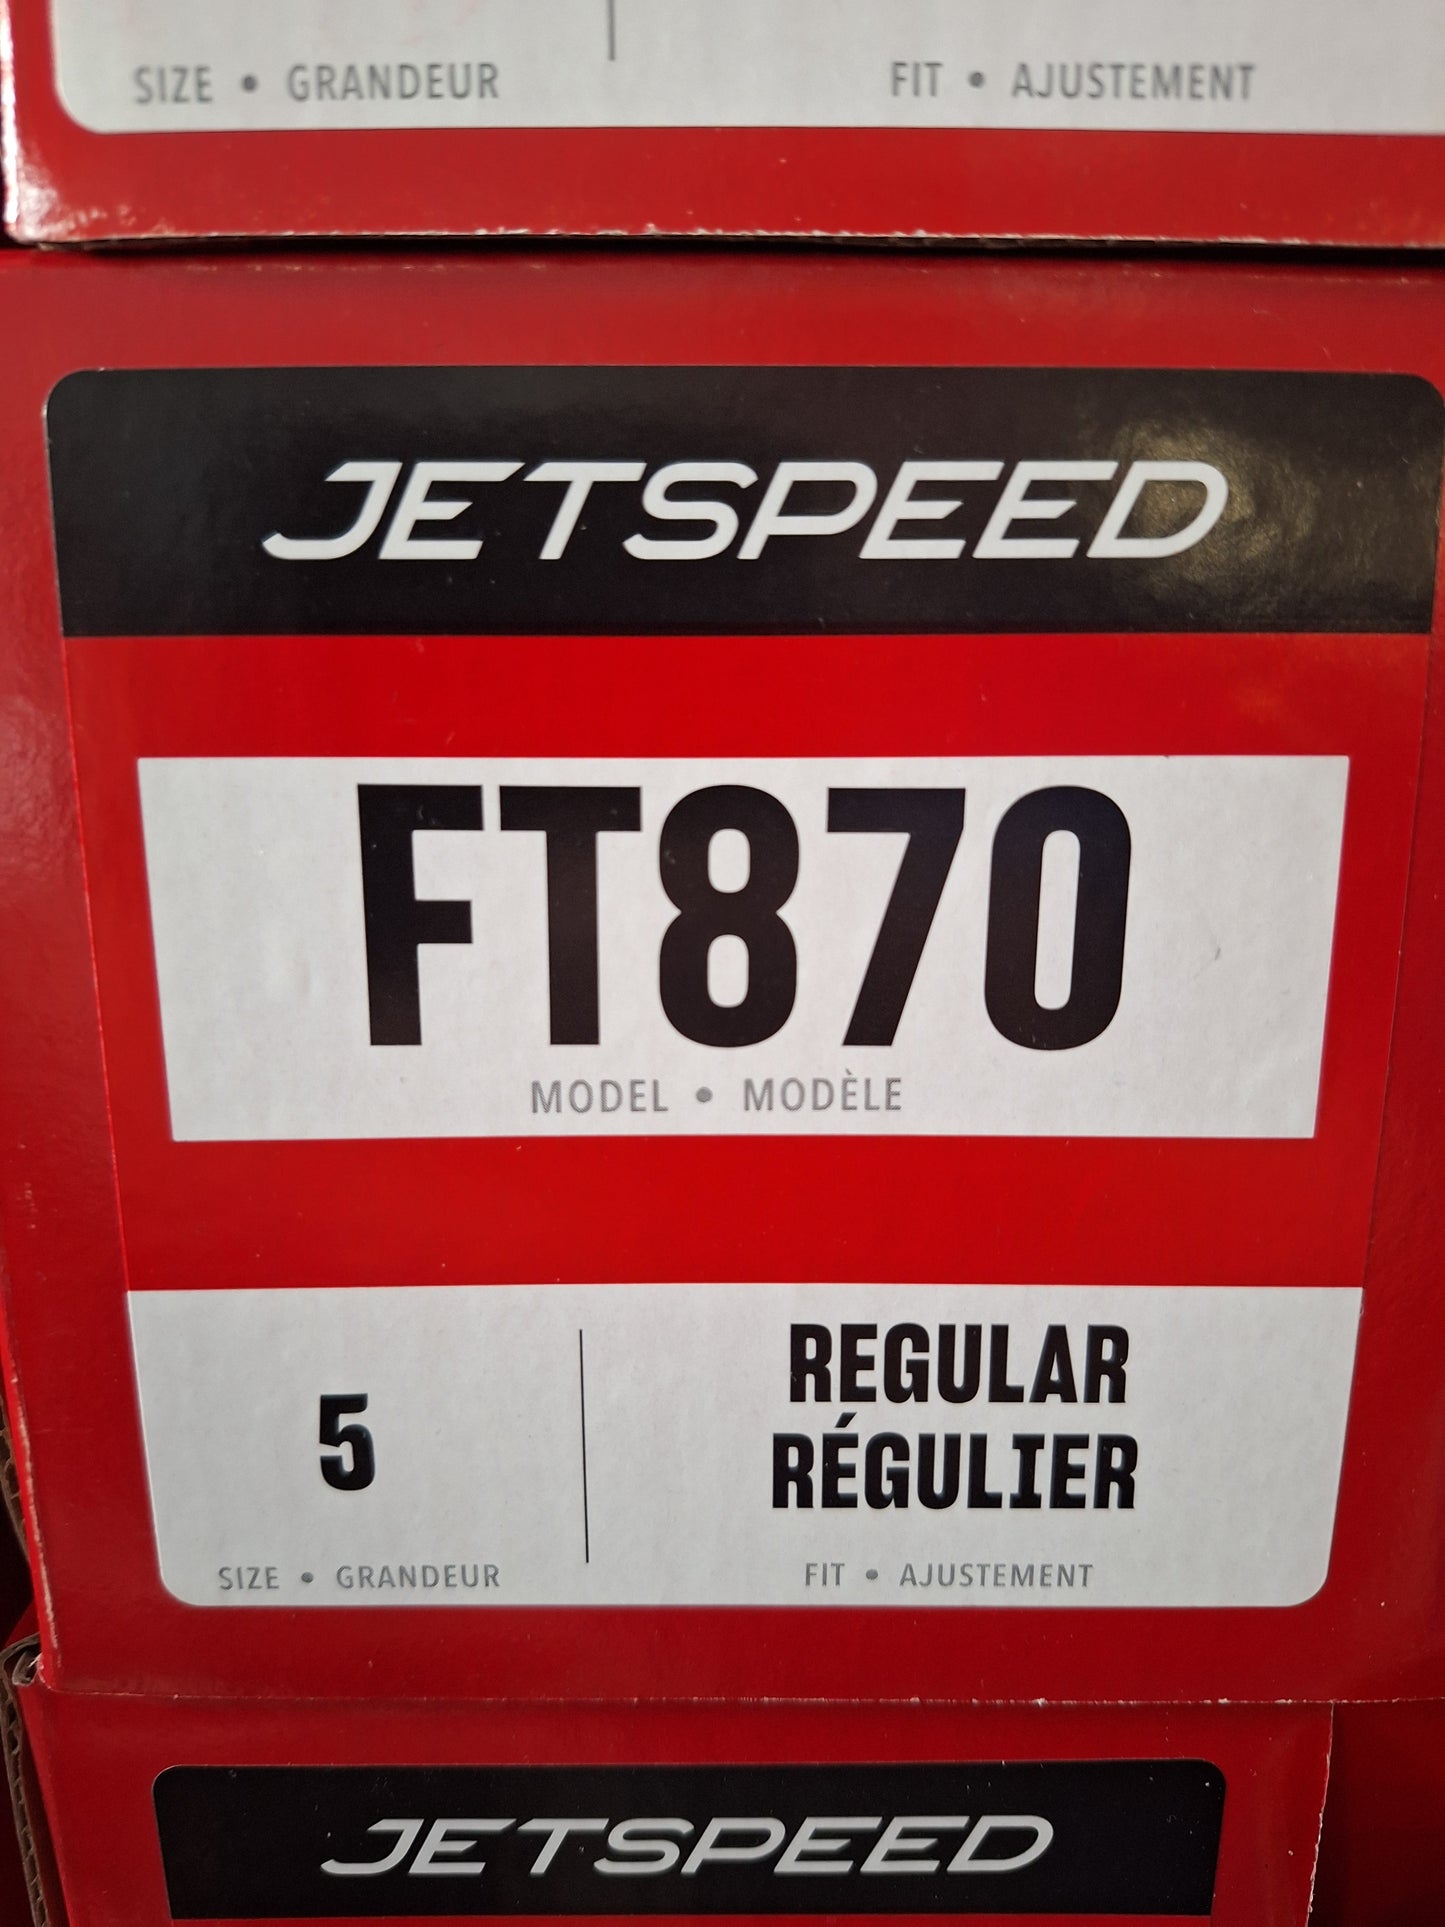 SIZE • GRANDEUR
FIT • AJUSTEMENT
JETSPEED
FT870
MODEL • MODÈLE
5
REGULAR
RÉGULIER
SIZE • GRANDEUR
FIT • AJUSTEMENT
JETSPEED